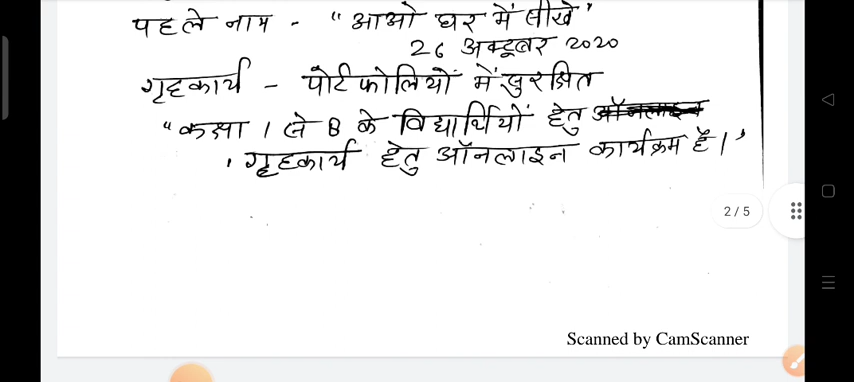 पहले नाम - "आओ घर में सीखें"
26 अक्टूबर 2020
गृहकार्य - पोर्टफोलियों में सुरक्षित
"कक्षा 1 से 8 के विद्यार्थियों हेतु ऑनलाइन
गृहकार्य हेतु ऑनलाइन कार्यक्रम है।"
2/5
Scanned by CamScanner